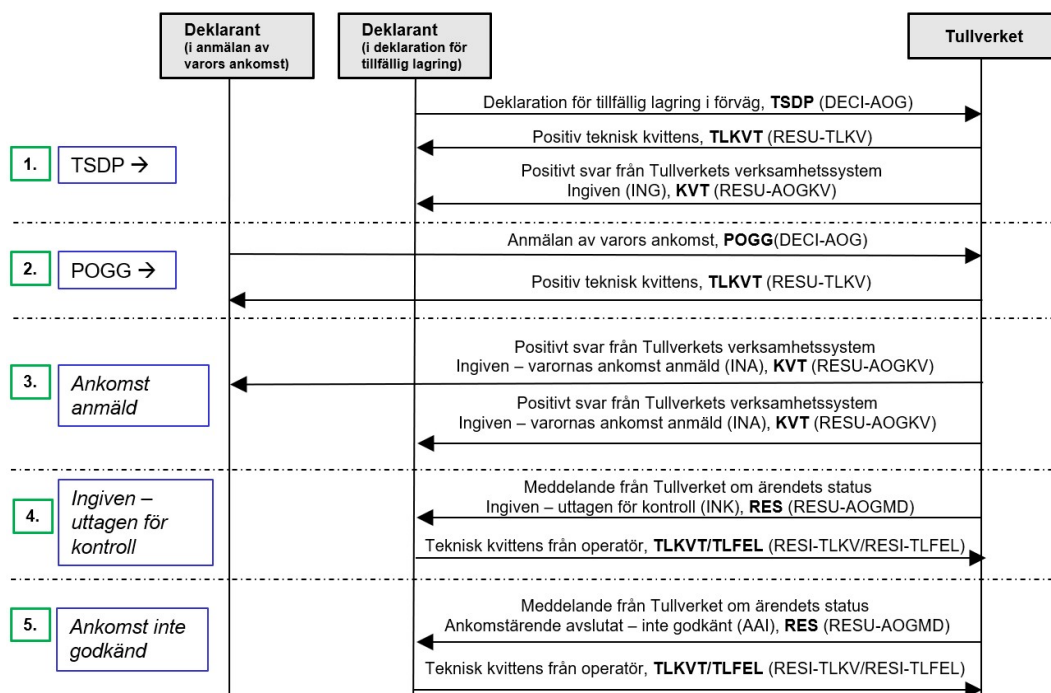 Deklarant
(i anmälan av
varors ankomst)
Deklarant
(i deklaration för
tillfällig lagring)
Tullverket
Deklaration för tillfällig lagring i förväg, TSDP (DECI-AOG)
Positiv teknisk kvittens, TLKVT (RESU-TLKV)
1.
TSDP →
Positivt svar från Tullverkets verksamhetssystem
Ingiven (ING), KVT (RESU-AOGKV)
2.
POGG →
Anmälan av varors ankomst, POGG(DECI-AOG)
Positiv teknisk kvittens, TLKVT (RESU-TLKV)
3.
Ankomst
anmäld
Positivt svar från Tullverkets verksamhetssystem
Ingiven – varornas ankomst anmäld (INA), KVT (RESU-AOGKV)
Positivt svar från Tullverkets verksamhetssystem
Ingiven – varornas ankomst anmäld (INA), KVT (RESU-AOGKV)
4.
Ingiven –
uttagen för
kontroll
Meddelande från Tullverket om ärendets status
Ingiven – uttagen för kontroll (INK), RES (RESU-AOGMD)
Teknisk kvittens från operatör, TLKVT/TLFEL (RESI-TLKV/RESI-TLFEL)
5.
Ankomst inte
godkänd
Meddelande från Tullverket om ärendets status
Ankomstärende avslutat – inte godkänt (AAI), RES (RESU-AOGMD)
Teknisk kvittens från operatör, TLKVT/TLFEL (RESI-TLKV/RESI-TLFEL)